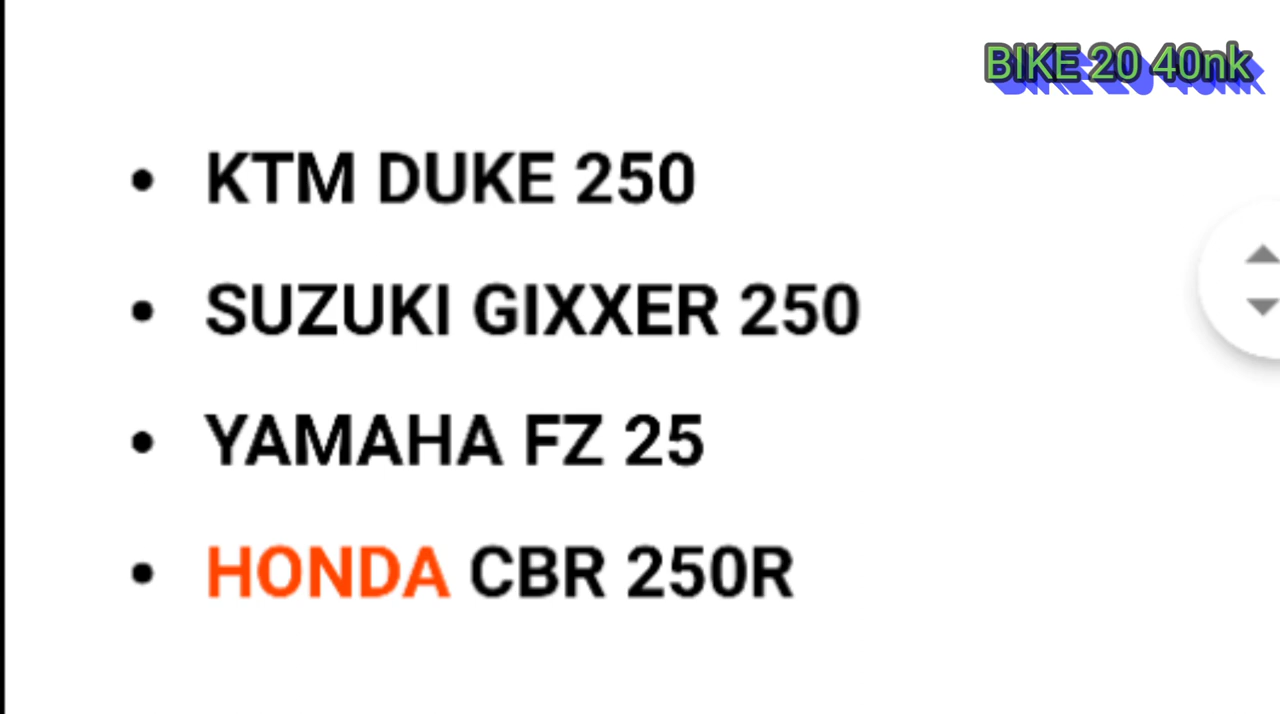 BIKE 20 40nk
• KTM DUKE 250
• SUZUKI GIXXER 250
• YAMAHA FZ 25
• HONDA CBR 250R